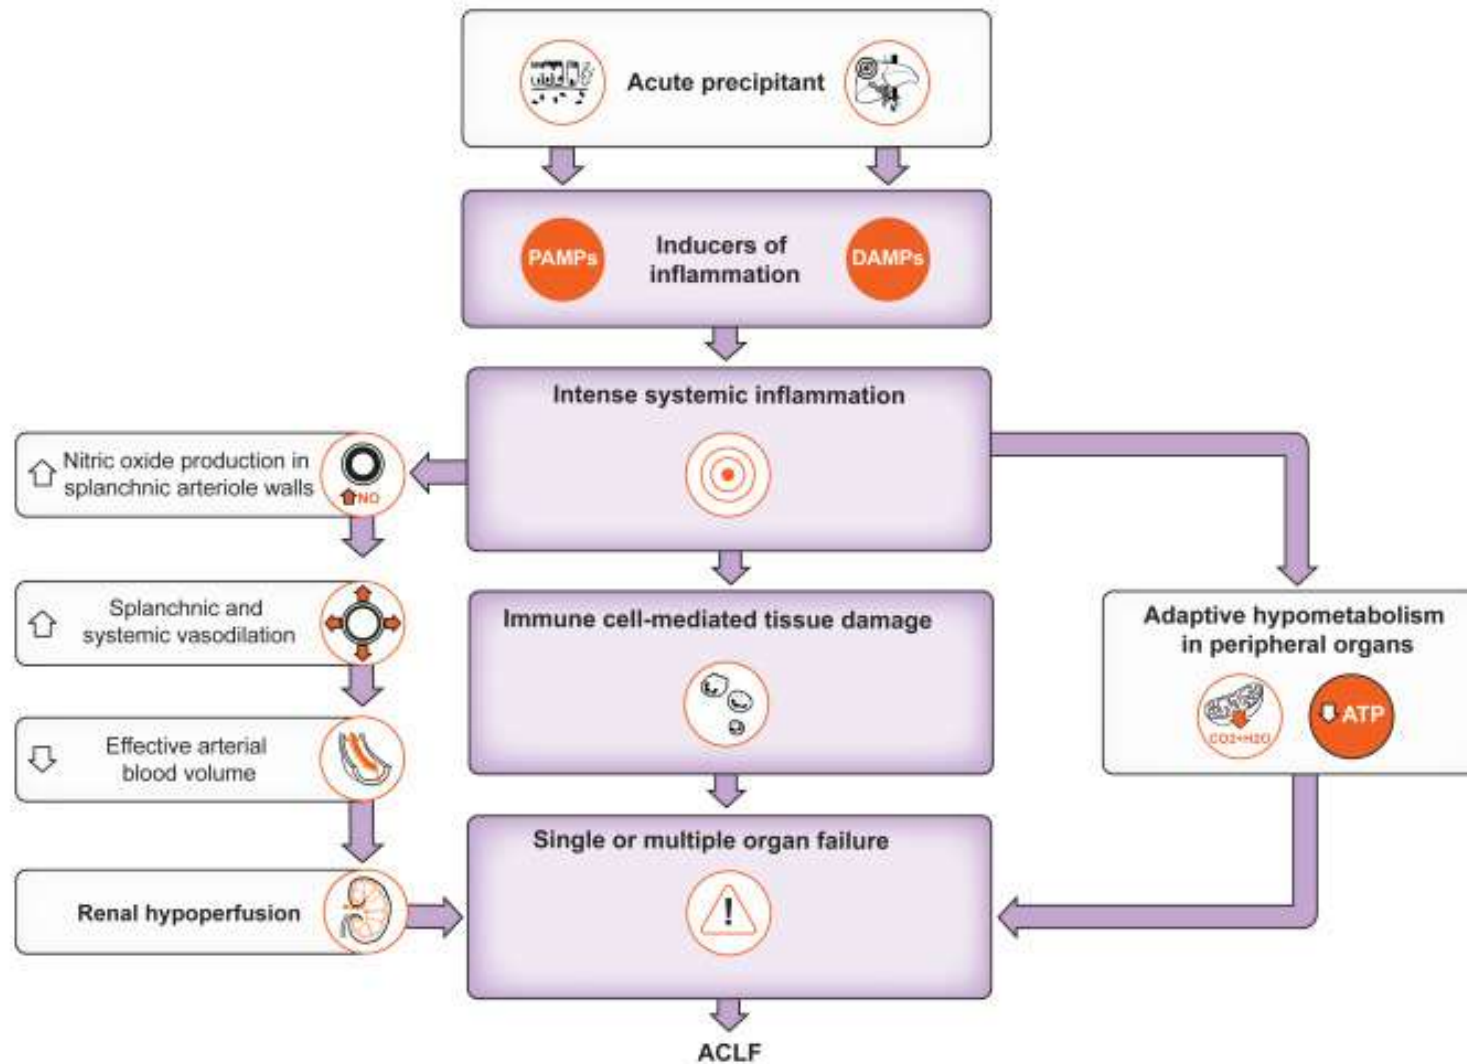 Acute precipitant
PAMPs
Inducers of
inflammation
DAMPs
Intense systemic inflammation
Nitric oxide production in
splanchnic arteriole walls
NO
Splanchnic and
systemic vasodilation
Effective arterial
blood volume
Renal hypoperfusion
Immune cell-mediated tissue damage
Adaptive hypometabolism
in peripheral organs
CO2+H2O
ATP
Single or multiple organ failure
!
ACLF